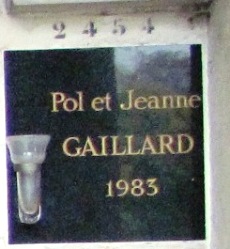 2454
Pol et Jeanne
GAILLARD
1983